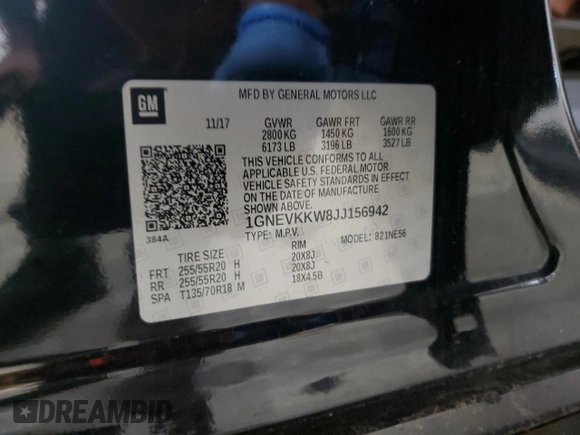 GM
MFD BY GENERAL MOTORS LLC
11/17 GVWR GAWR FRT GAWR RR
2800 KG 1450 KG 1600 KG
6173 LB 3196 LB 3527 LB
THIS VEHICLE CONFORMS TO ALL
APPLICABLE U.S. FEDERAL MOTOR
VEHICLE SAFETY STANDARDS IN EFFECT
ON THE DATE OF MANUFACTURE
SHOWN ABOVE.
1GNEVKKW8JJ156942
384A TYPE: M.P.V. MODEL: 821NE56
TIRE SIZE RIM
FRT 255/55R20 H 20X8J
RR 255/55R20 H 20X8J
SPA T135/70R18 M 18X4.5B
DREAMBID